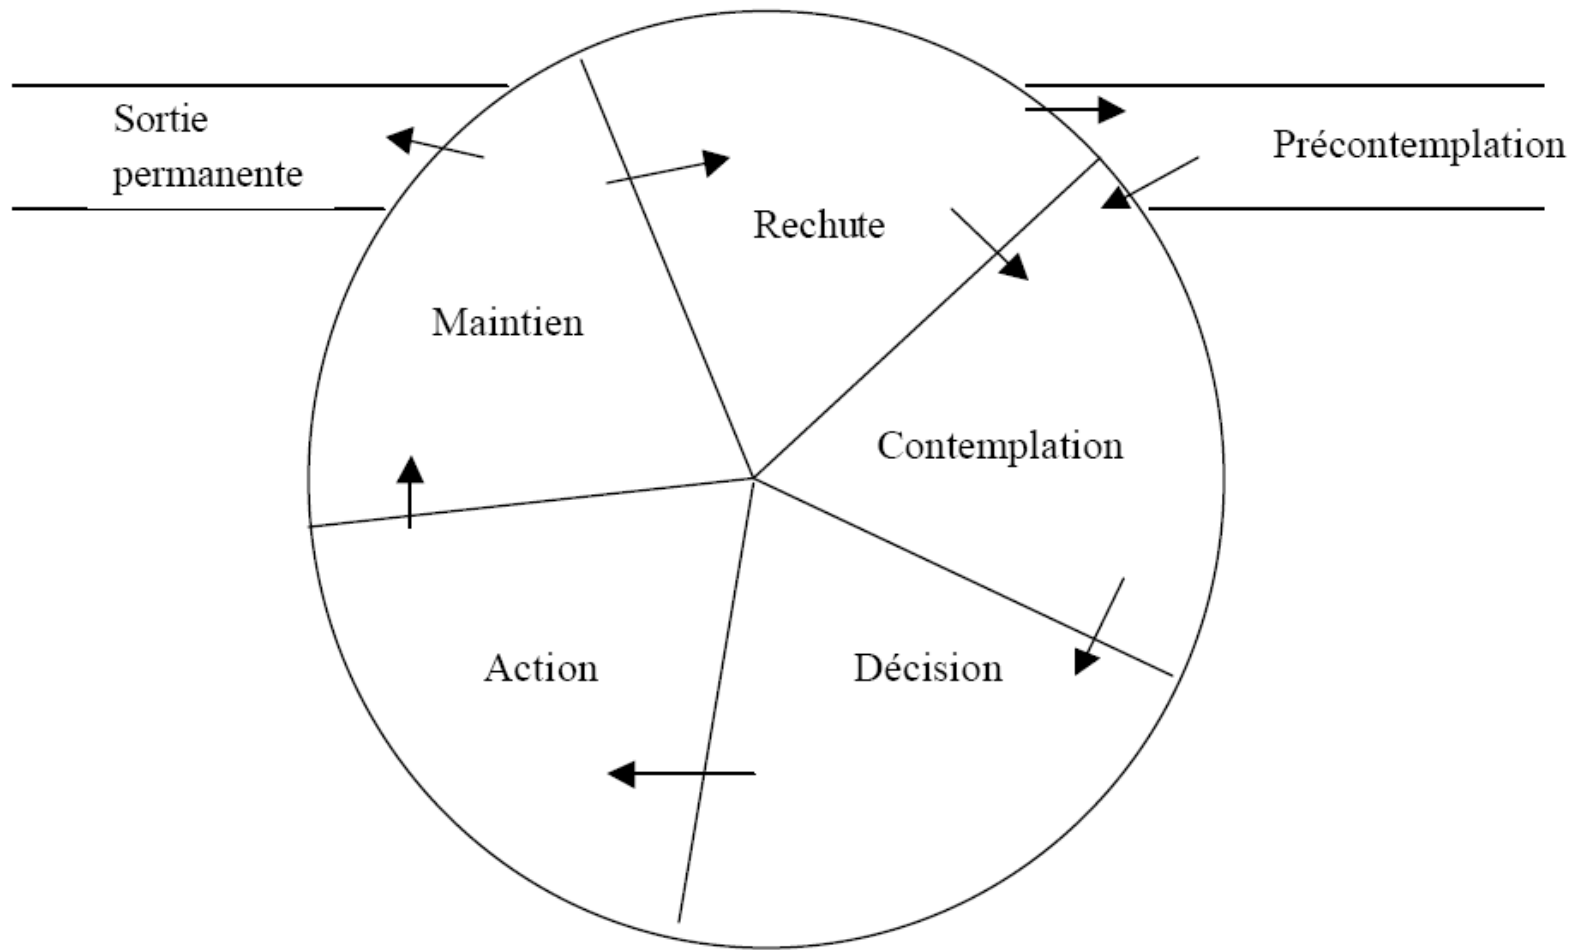 Sortie
permanente
Précontemplation
Rechute
Maintien
Contemplation
Action
Décision